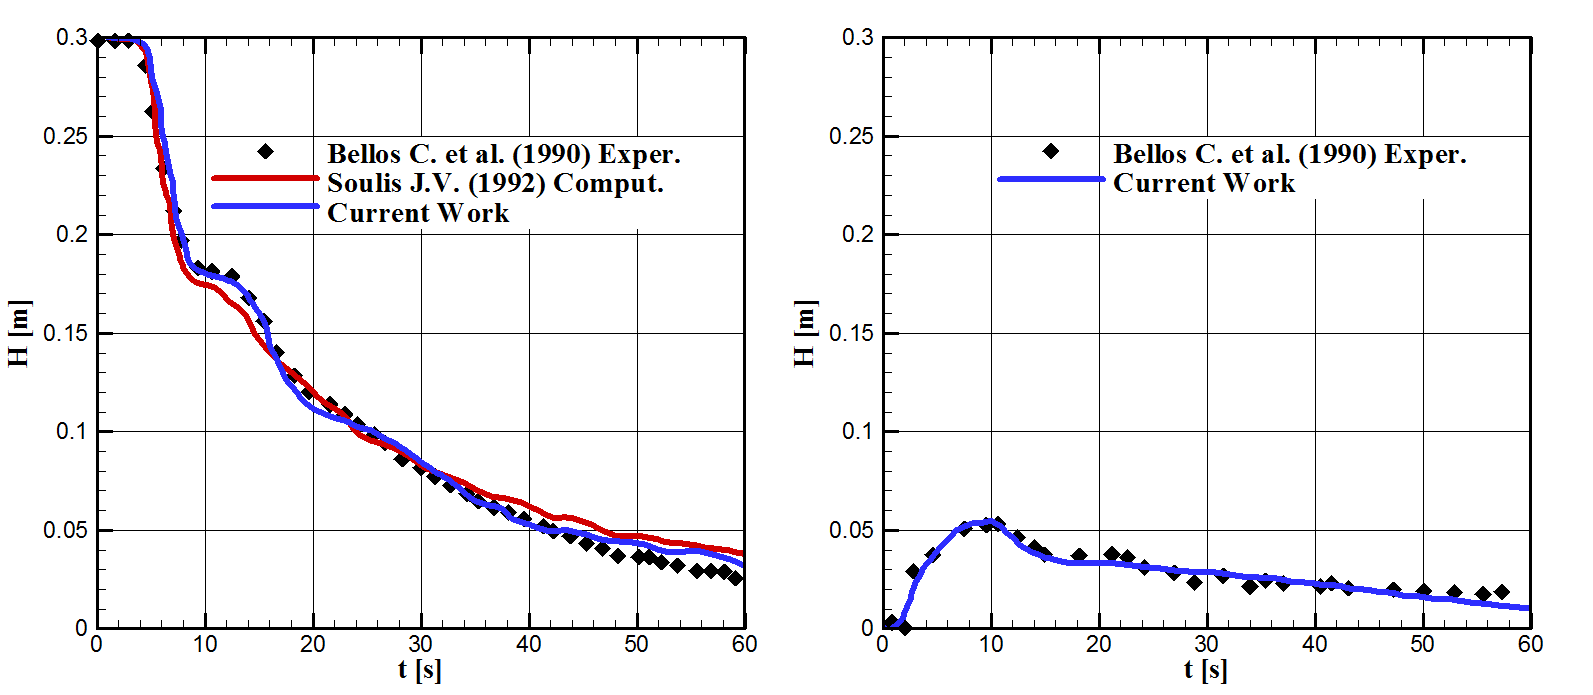 0.3
0.25
0.2
0.15
0.1
0.05
0
H [m]
Bellos C. et al. (1990) Exper.
Soulis J.V. (1992) Comput.
Current Work
0 10 20 30 40 50 60
t [s]
0.3
0.25
0.2
0.15
0.1
0.05
0
H [m]
Bellos C. et al. (1990) Exper.
Current Work
0 10 20 30 40 50 60
t [s]